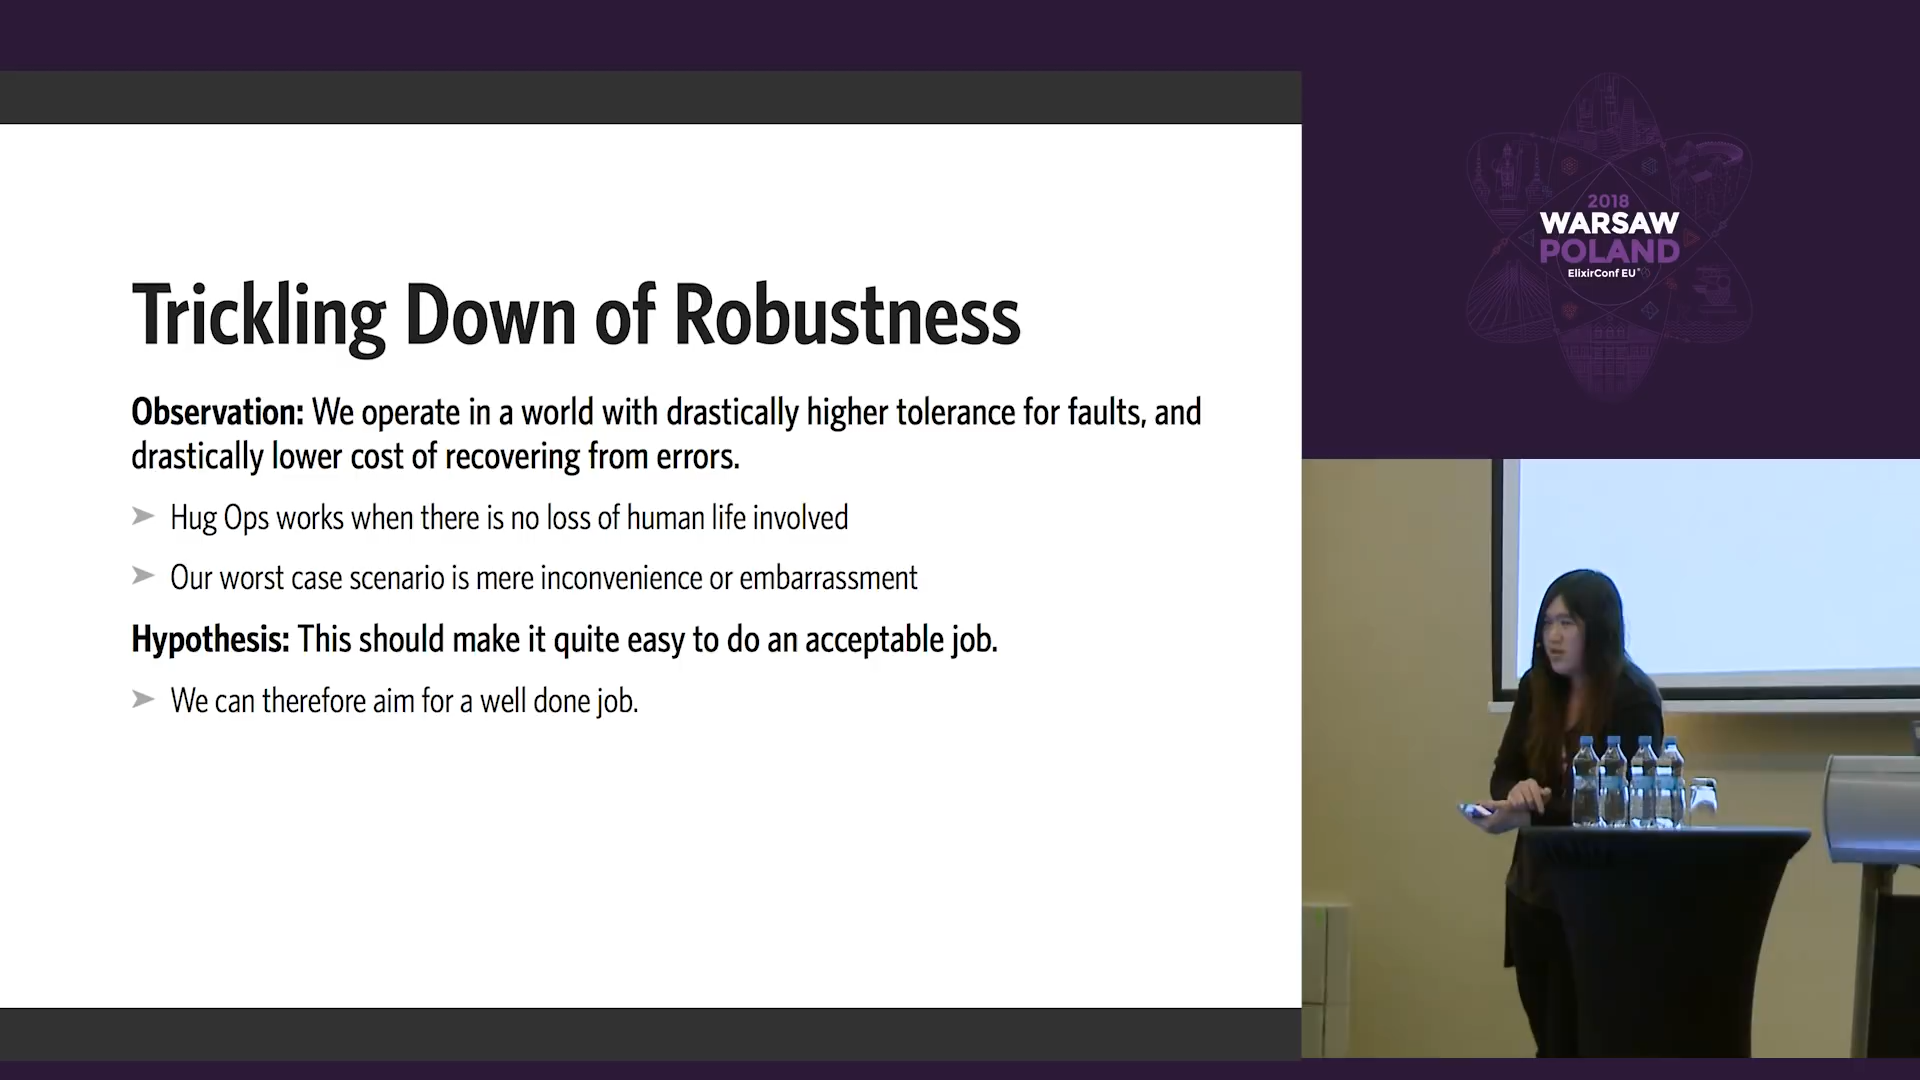 Trickling Down of Robustness
Observation: We operate in a world with drastically higher tolerance for faults, and
drastically lower cost of recovering from errors.
➤ Hug Ops works when there is no loss of human life involved
➤ Our worst case scenario is mere inconvenience or embarrassment
Hypothesis: This should make it quite easy to do an acceptable job.
➤ We can therefore aim for a well done job.
2018
WARSAW
POLAND
ElixirConf EU